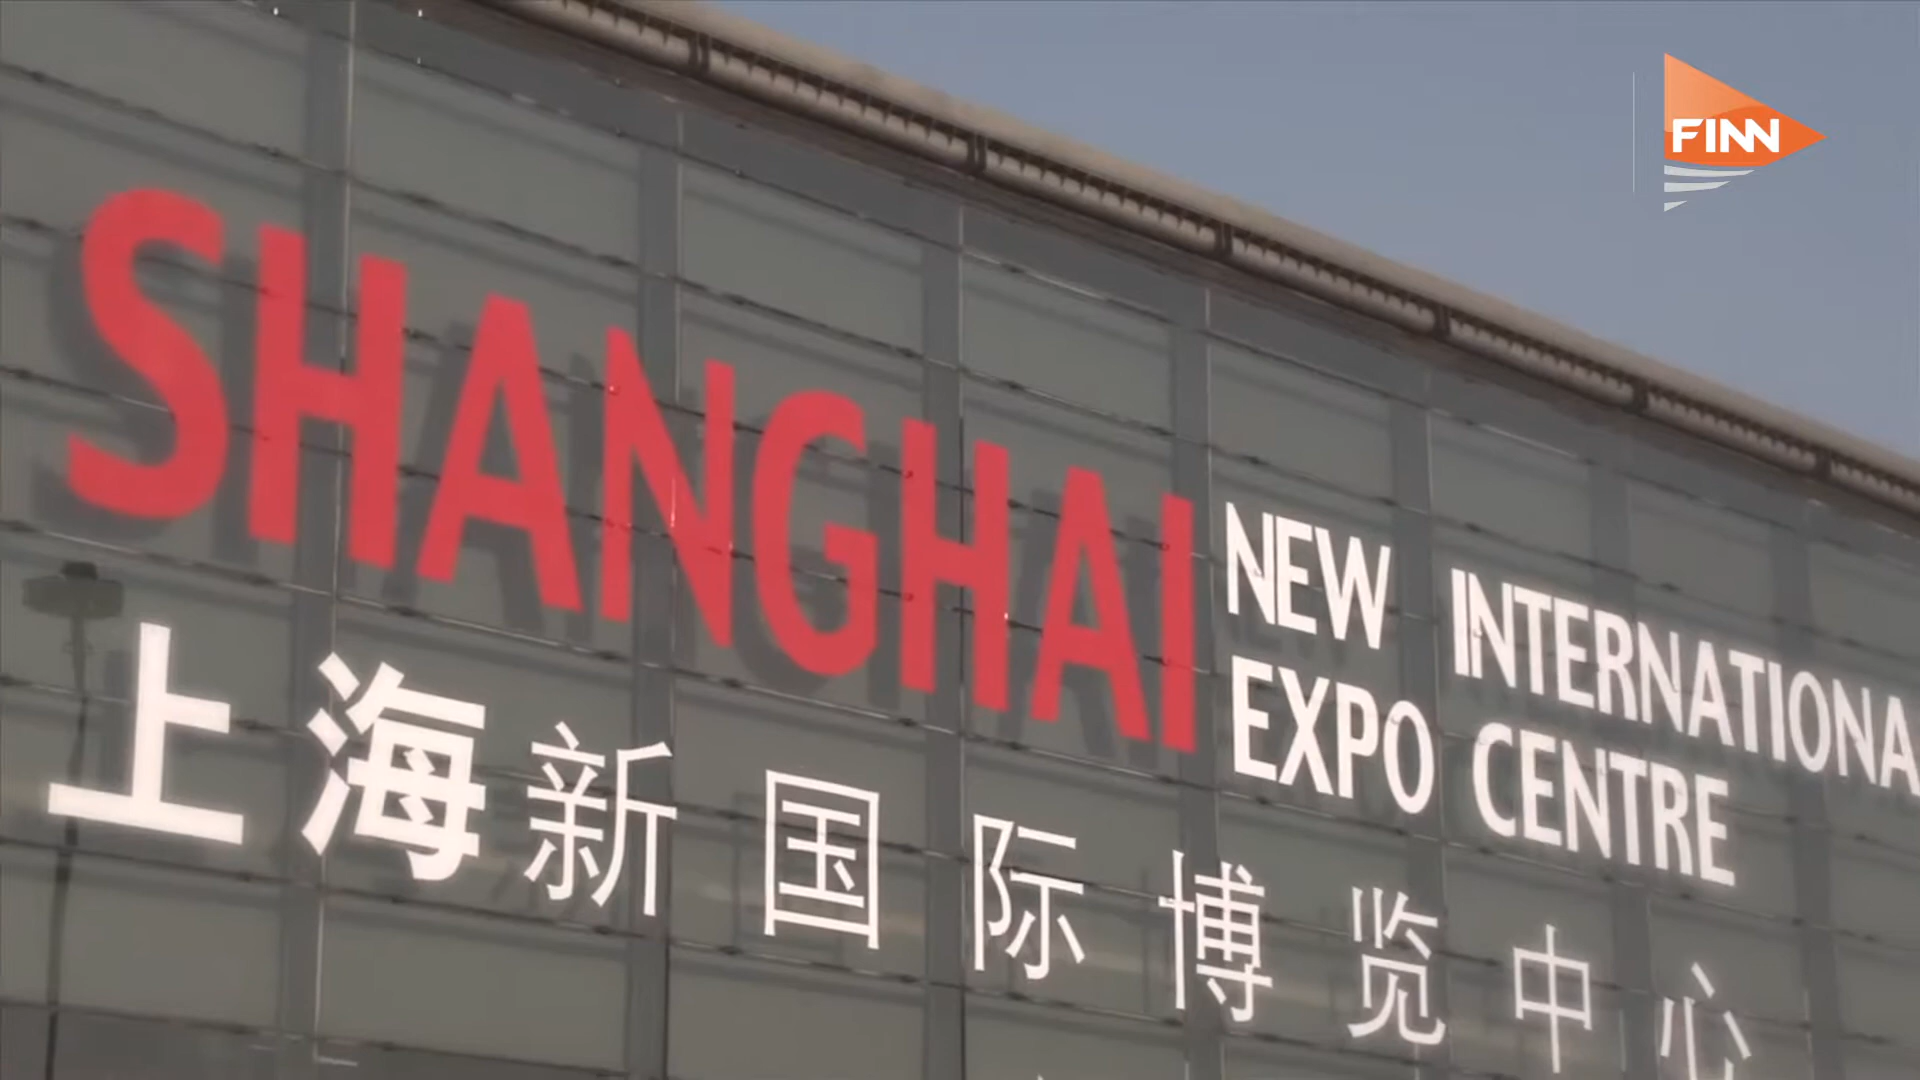 FINN
SHANGHAI
NEW INTERNATIONA
EXPO CENTRE
上海新国际博览中心